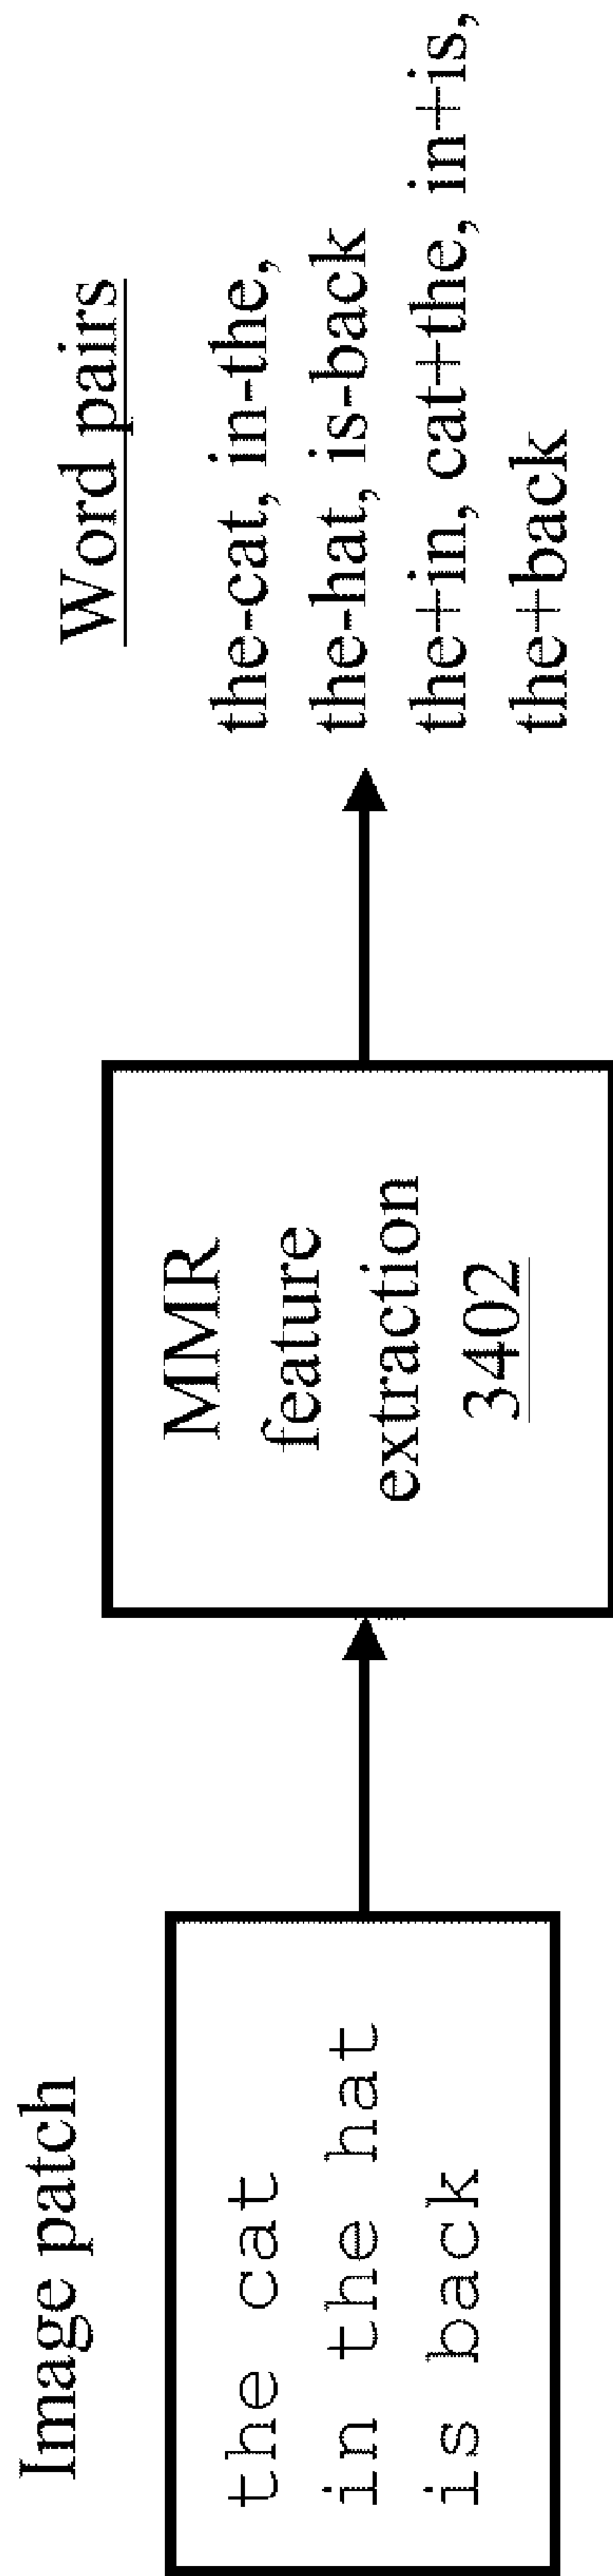 Image patch
the cat
in the hat
is back
MMR
feature
extraction
3402
Word pairs
the-cat, in-the,
the-hat, is-back
the+in, cat+the, in+is,
the+back